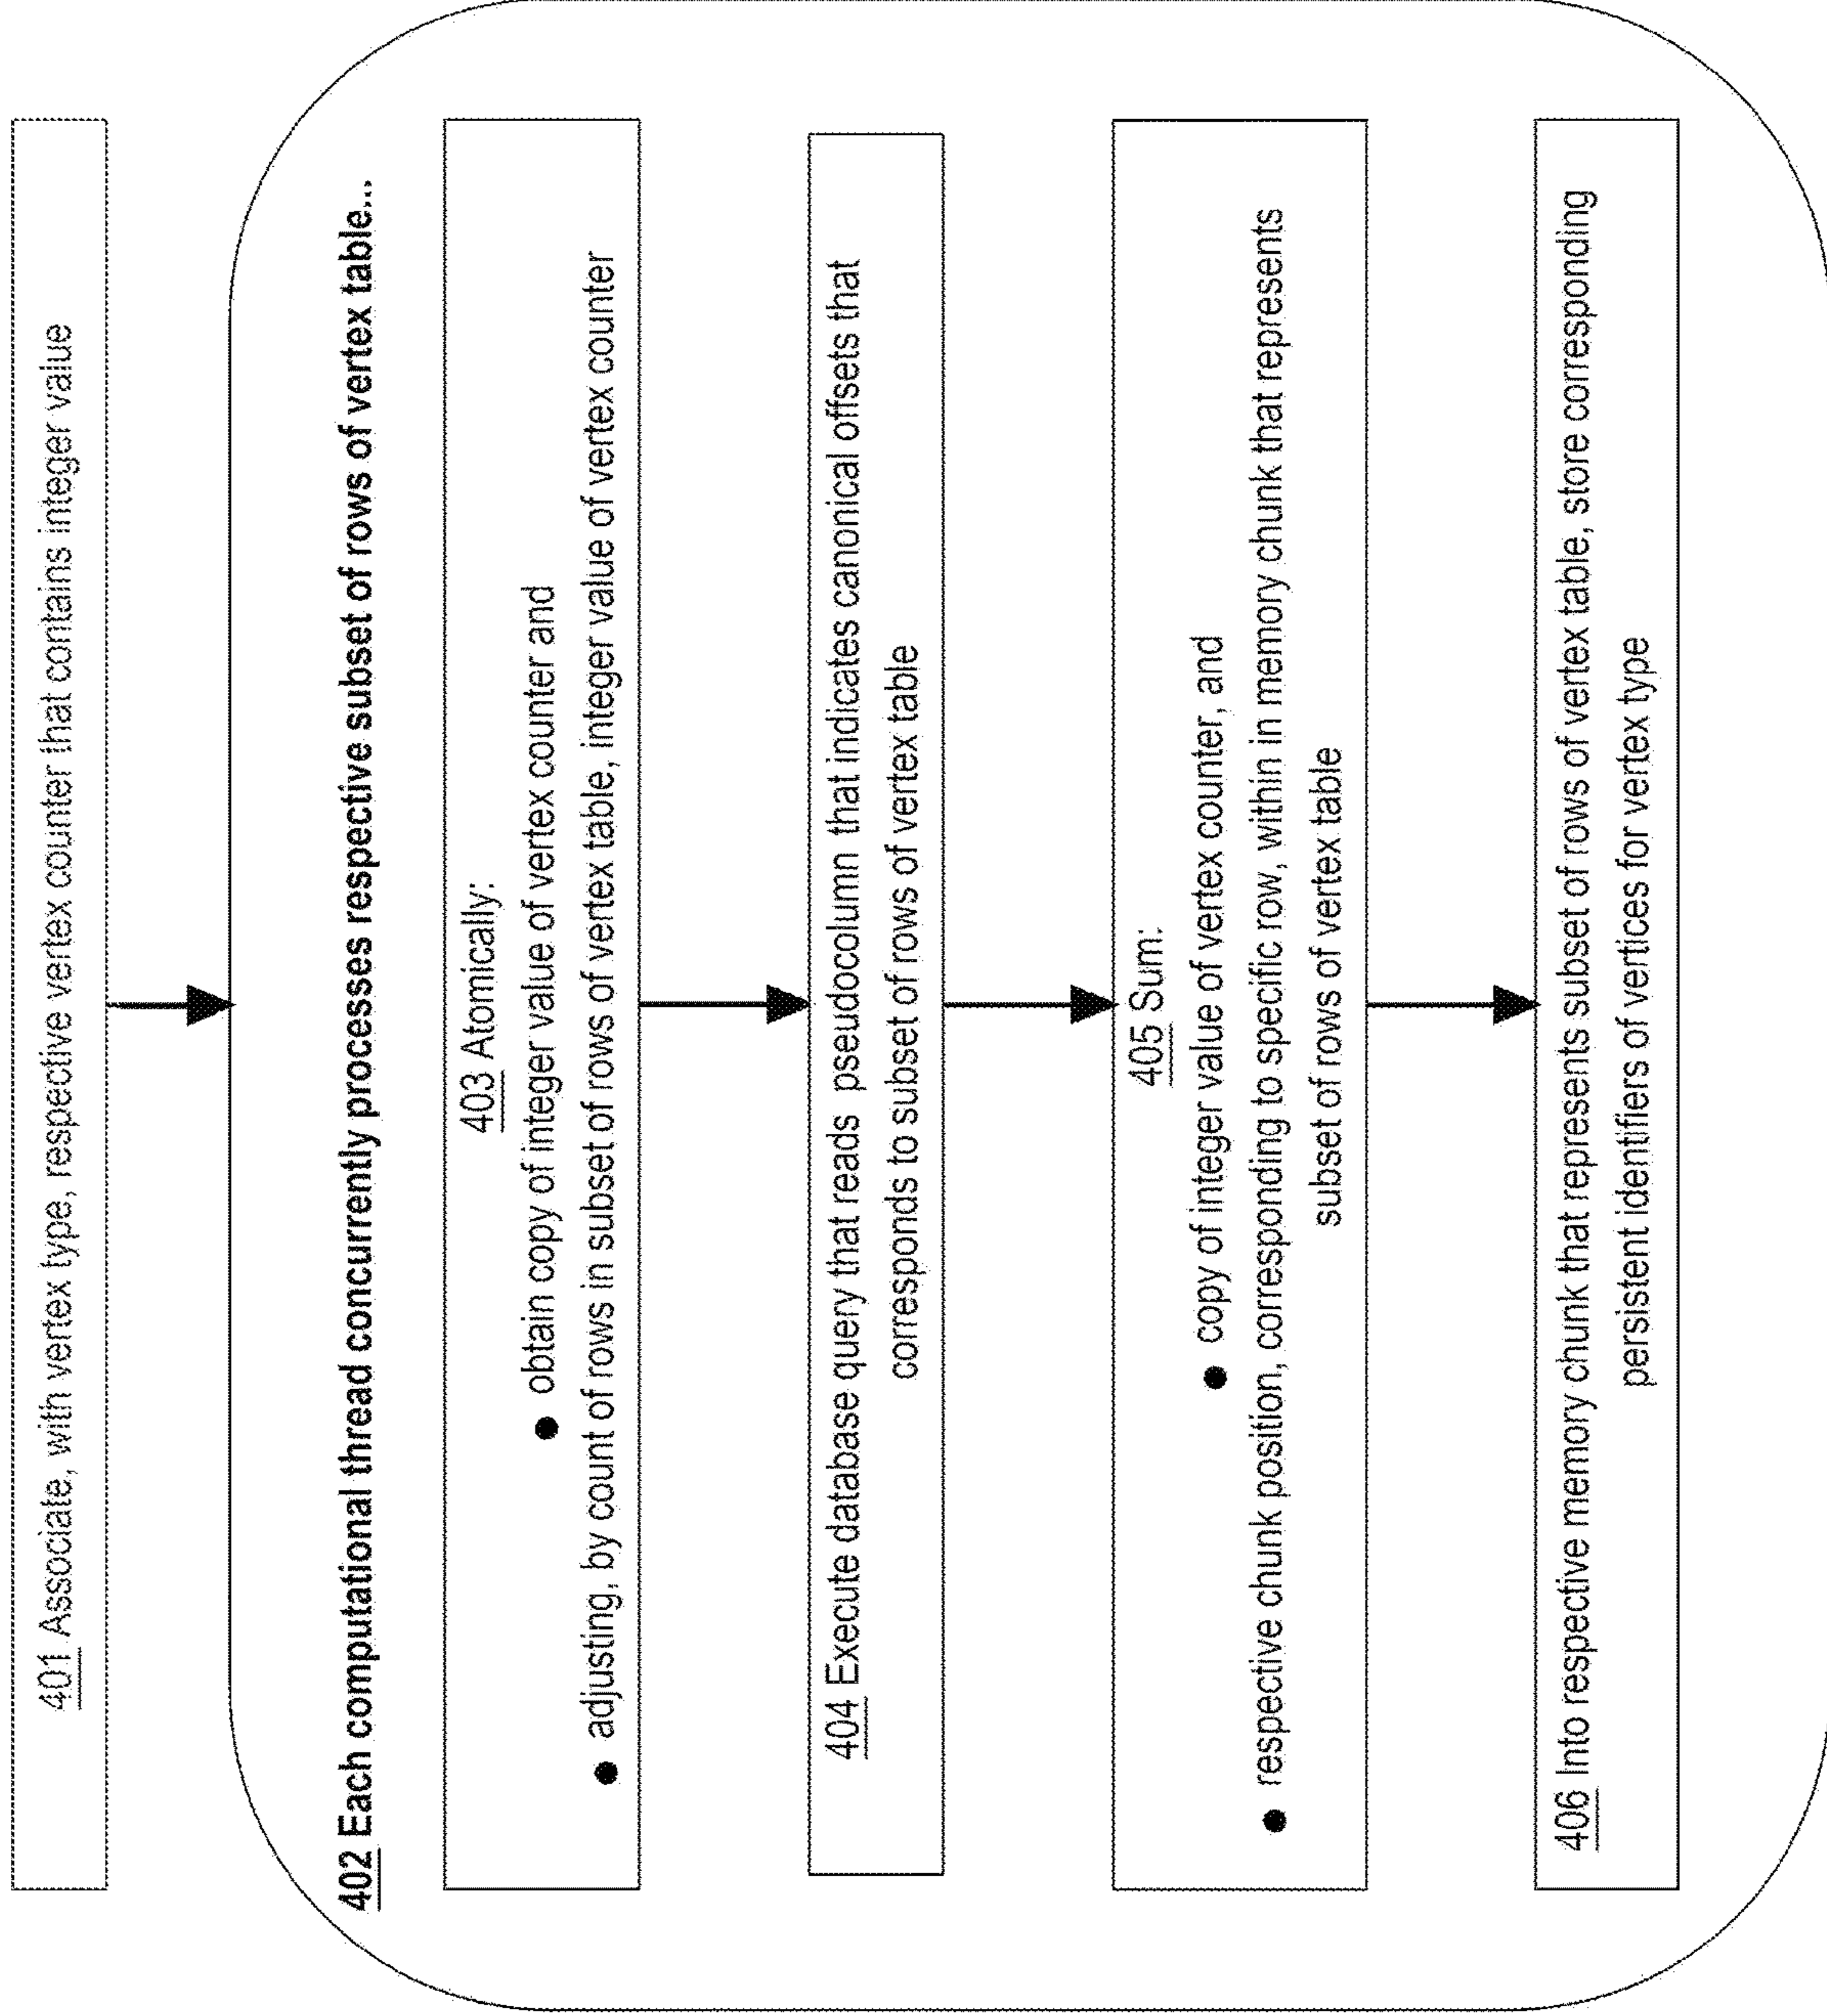 401 Associate, with vertex type, respective vertex counter that contains integer value
402 Each computational thread concurrently processes respective subset of rows of vertex table...
403 Atomically:
● obtain copy of integer value of vertex counter and
● adjusting, by count of rows in subset of rows of vertex table, integer value of vertex counter
404 Execute database query that reads pseudocolumn that indicates canonical offsets that
corresponds to subset of rows of vertex table
405 Sum:
● copy of integer value of vertex counter, and
● respective chunk position, corresponding to specific row, within in memory chunk that represents
subset of rows of vertex table
406 Into respective memory chunk that represents subset of rows of vertex table, store corresponding
persistent identifiers of vertices for vertex type